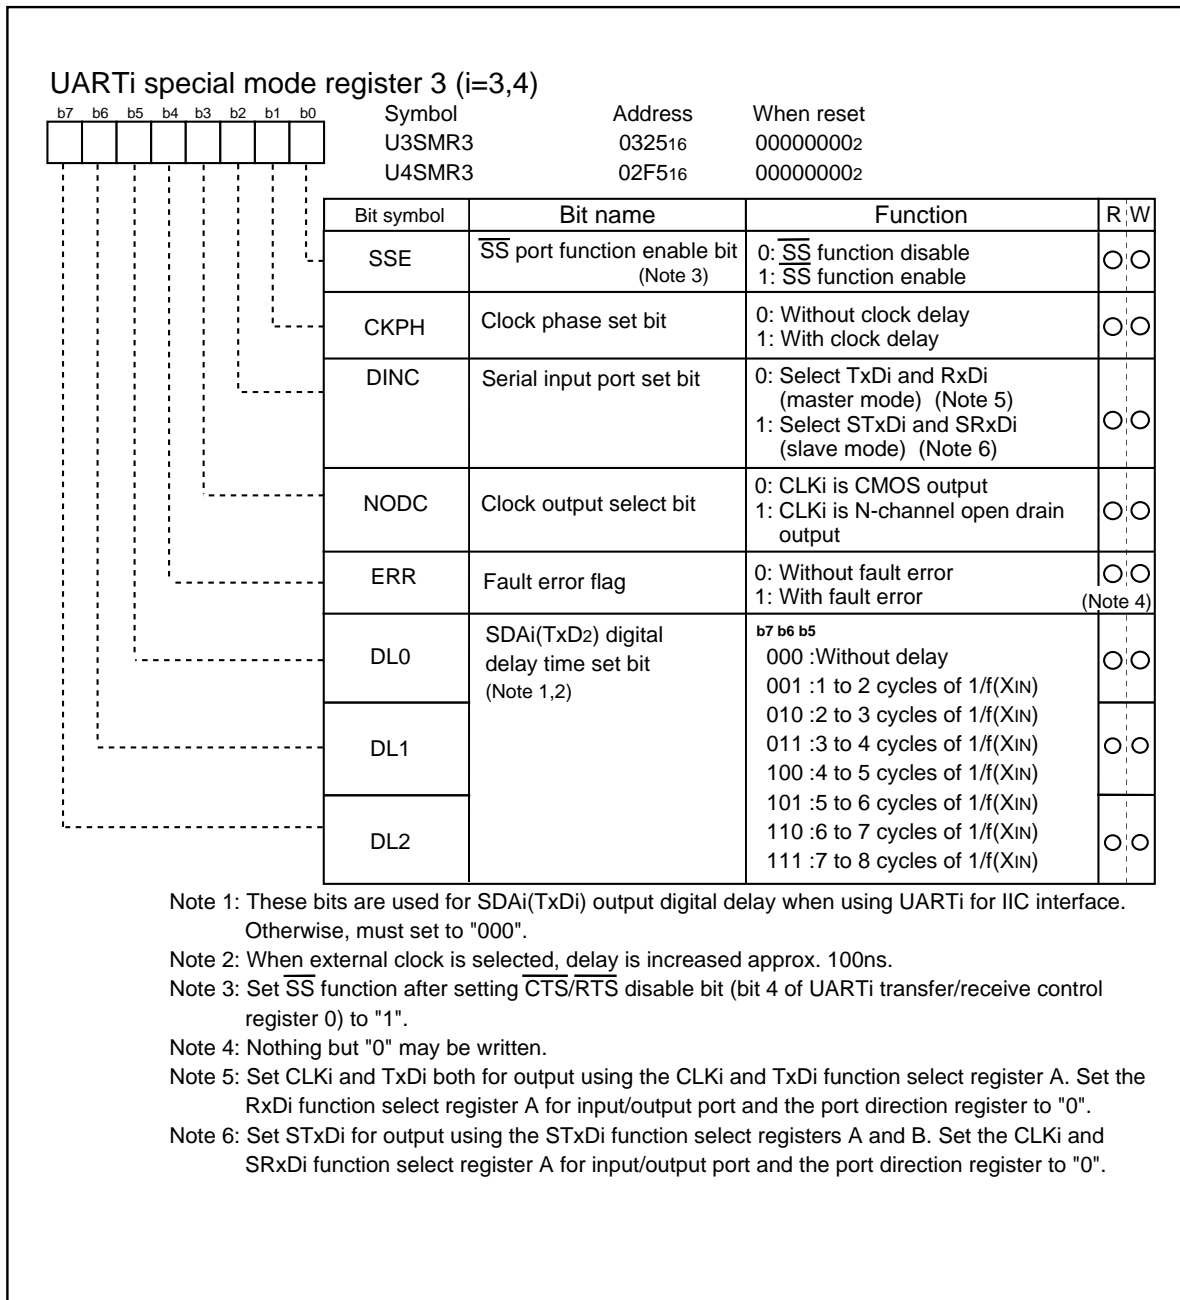 UARTi special mode register 3 (i=3,4)
b7 b6 b5 b4 b3 b2 b1 b0
Symbol Address When reset
U3SMR3 032516 000000002
U4SMR3 02F516 000000002
Bit symbol Bit name Function R W
SSE SS port function enable bit (Note 3)
0: SS function disable
1: SS function enable
CKPH Clock phase set bit
0: Without clock delay
1: With clock delay
DINC Serial input port set bit
0: Select TxDi and RxDi
(master mode) (Note 5)
1: Select STxDi and SRxDi
(slave mode) (Note 6)
NODC Clock output select bit
0: CLKi is CMOS output
1: CLKi is N-channel open drain
output
ERR Fault error flag
0: Without fault error
1: With fault error
(Note 4)
DL0
SDAi(TxD2) digital
delay time set bit
(Note 1,2)
b7 b6 b5
000 :Without delay
001 :1 to 2 cycles of 1/f(XIN)
010 :2 to 3 cycles of 1/f(XIN)
DL1
011 :3 to 4 cycles of 1/f(XIN)
100 :4 to 5 cycles of 1/f(XIN)
101 :5 to 6 cycles of 1/f(XIN)
DL2
110 :6 to 7 cycles of 1/f(XIN)
111 :7 to 8 cycles of 1/f(XIN)
Note 1: These bits are used for SDAi(TxDi) output digital delay when using UARTi for IIC interface.
Otherwise, must set to "000".
Note 2: When external clock is selected, delay is increased approx. 100ns.
Note 3: Set SS function after setting CTS/RTS disable bit (bit 4 of UARTi transfer/receive control
register 0) to "1".
Note 4: Nothing but "0" may be written.
Note 5: Set CLKi and TxDi both for output using the CLKi and TxDi function select register A. Set the
RxDi function select register A for input/output port and the port direction register to "0".
Note 6: Set STxDi for output using the STxDi function select registers A and B. Set the CLKi and
SRxDi function select register A for input/output port and the port direction register to "0".